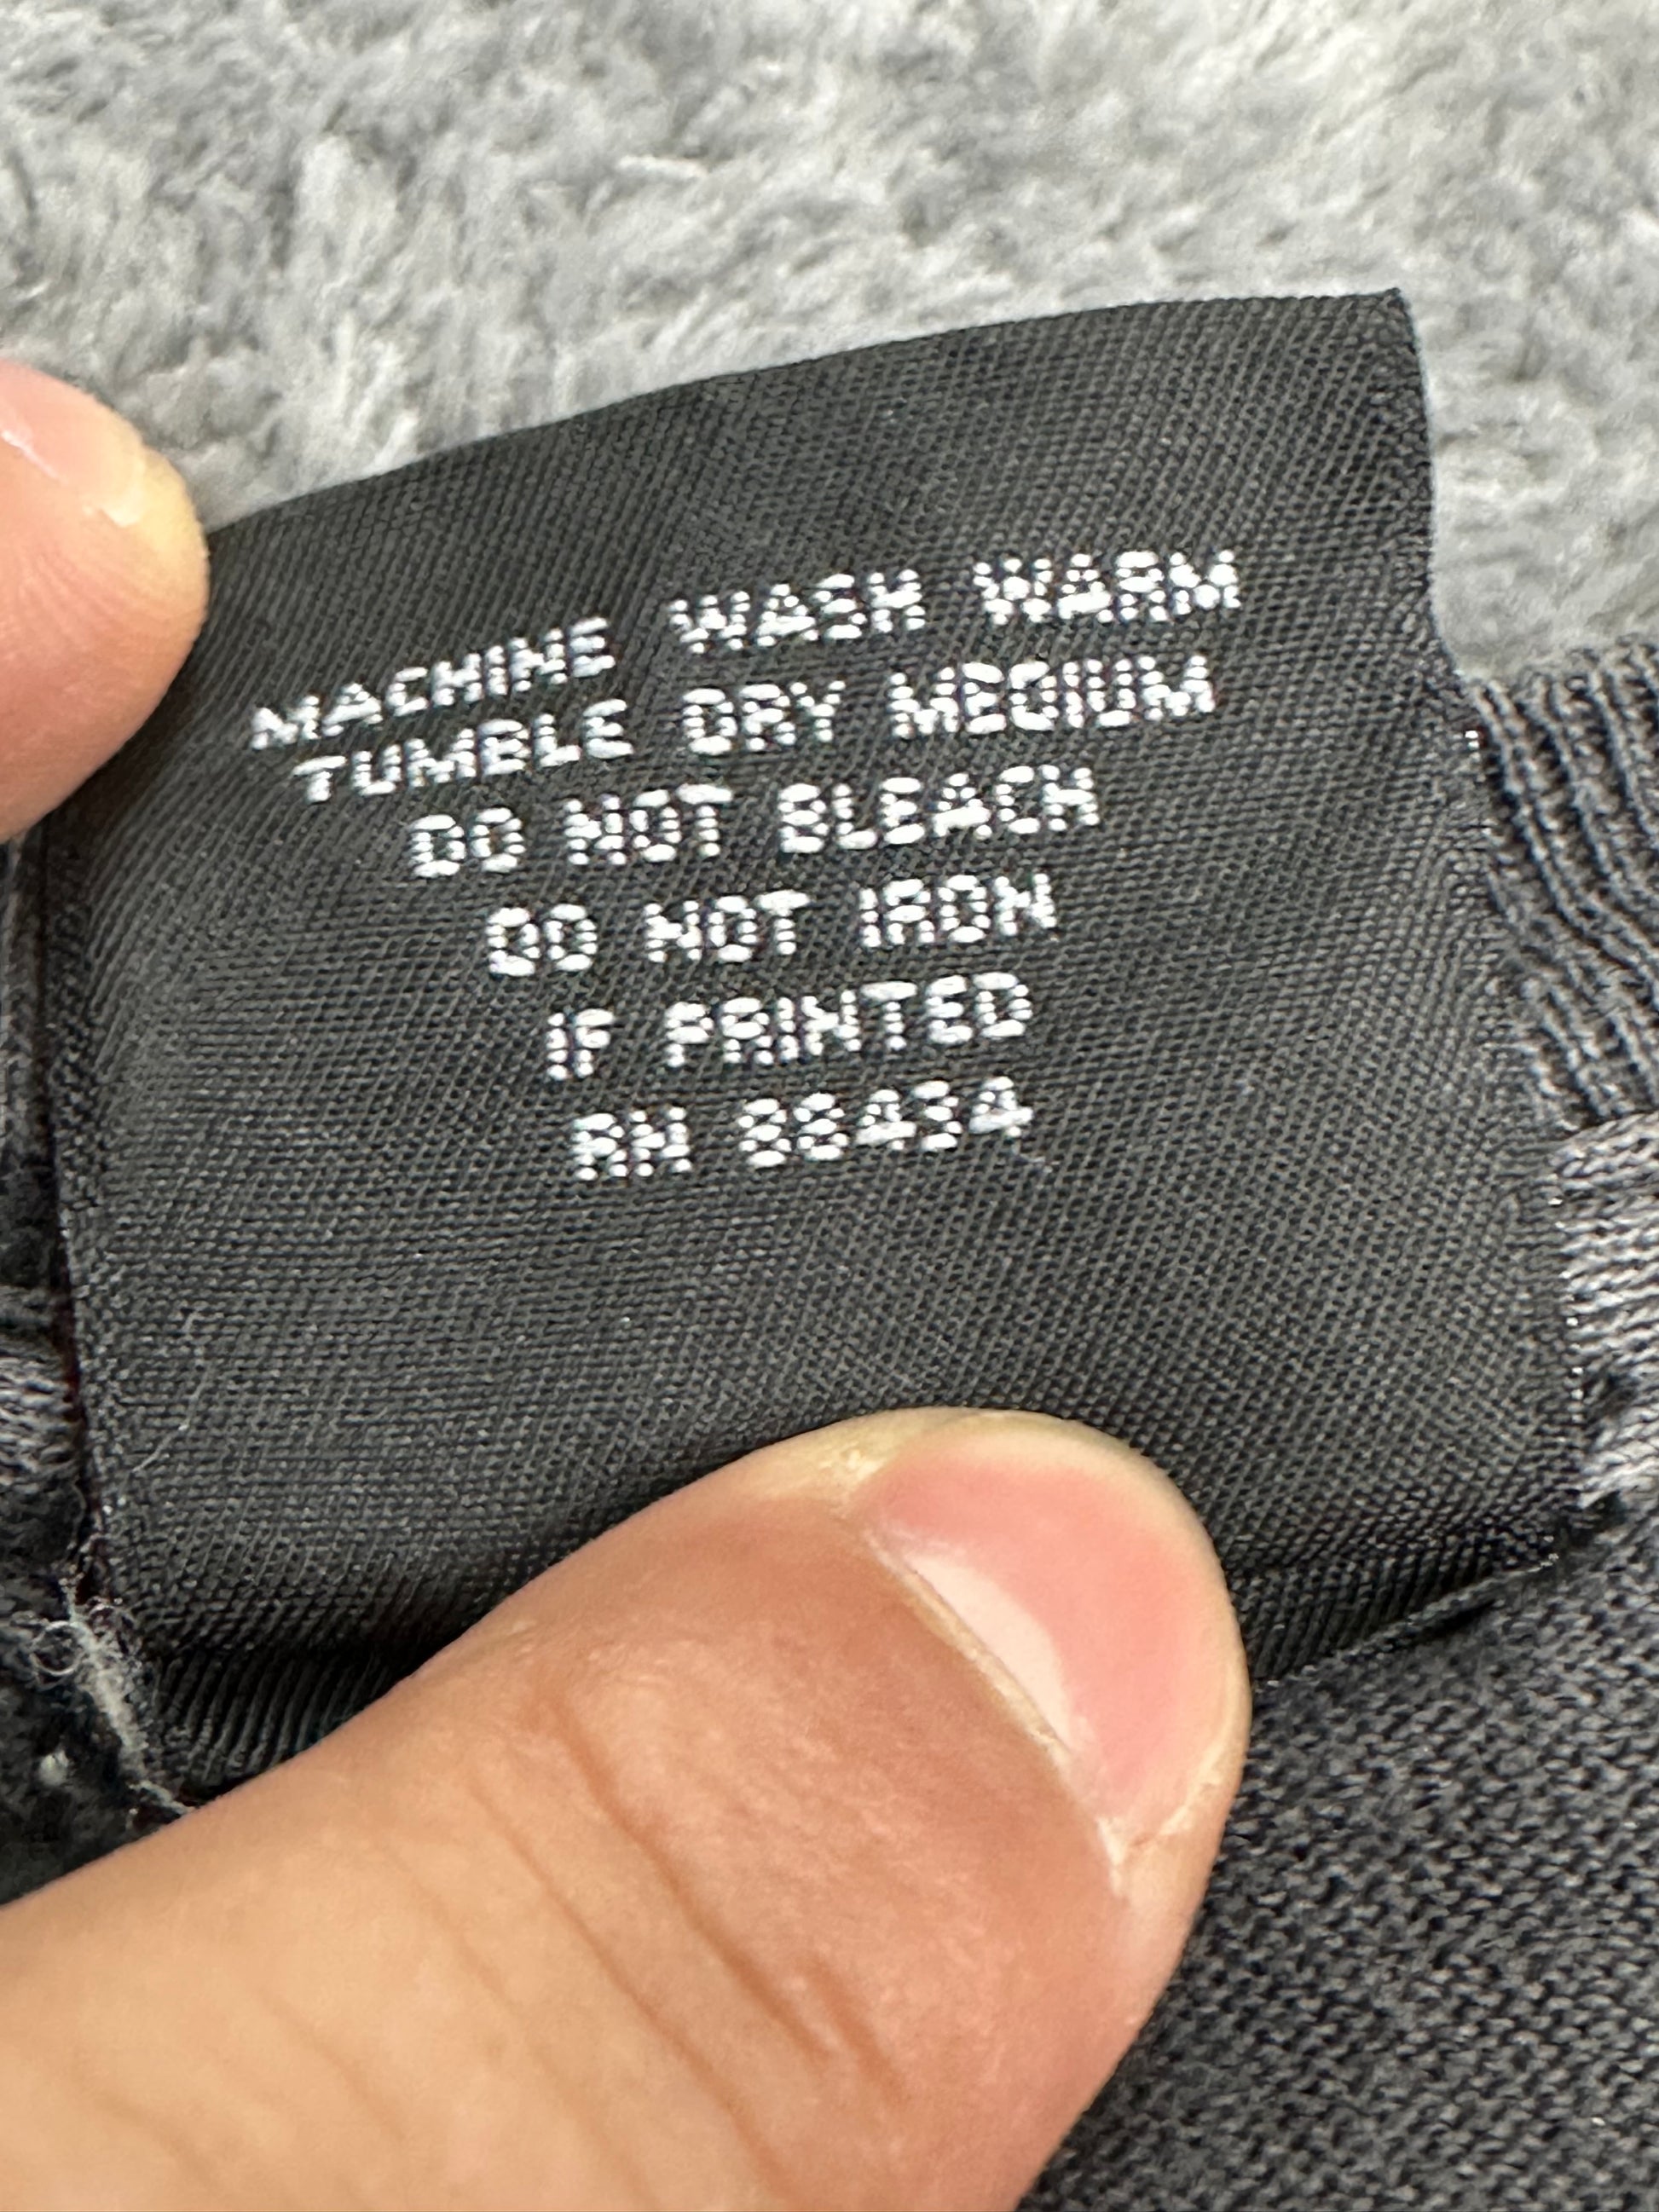 MACHINE WASH WARM
TUMBLE DRY MEDIUM
DO NOT BLEACH
DO NOT IRON
IF PRINTED
RN 88434